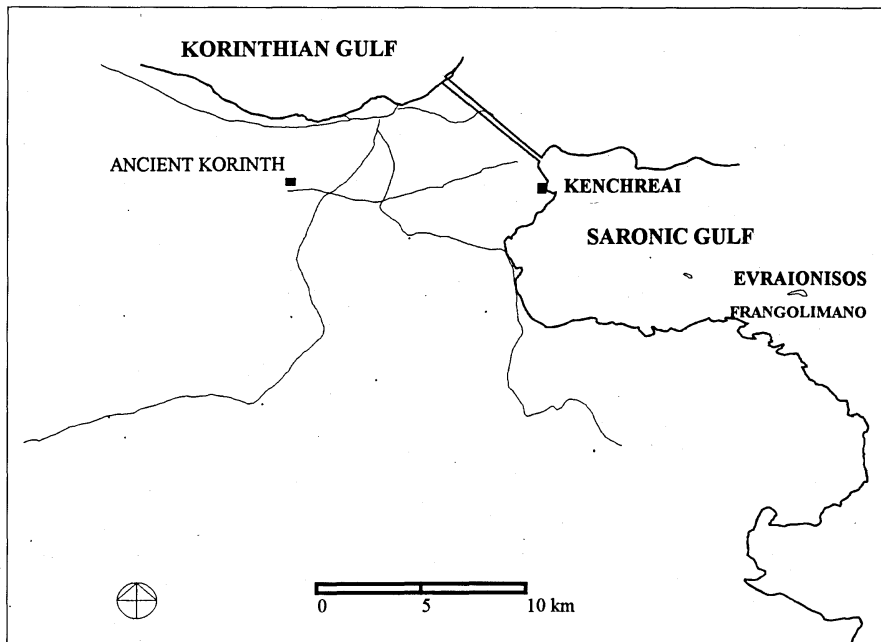 KORINTHIAN GULF
ANCIENT KORINTH
KENCHREAI
SARONIC GULF
EVRAIONISOS
FRANGOLIMANO
0 5 10 km